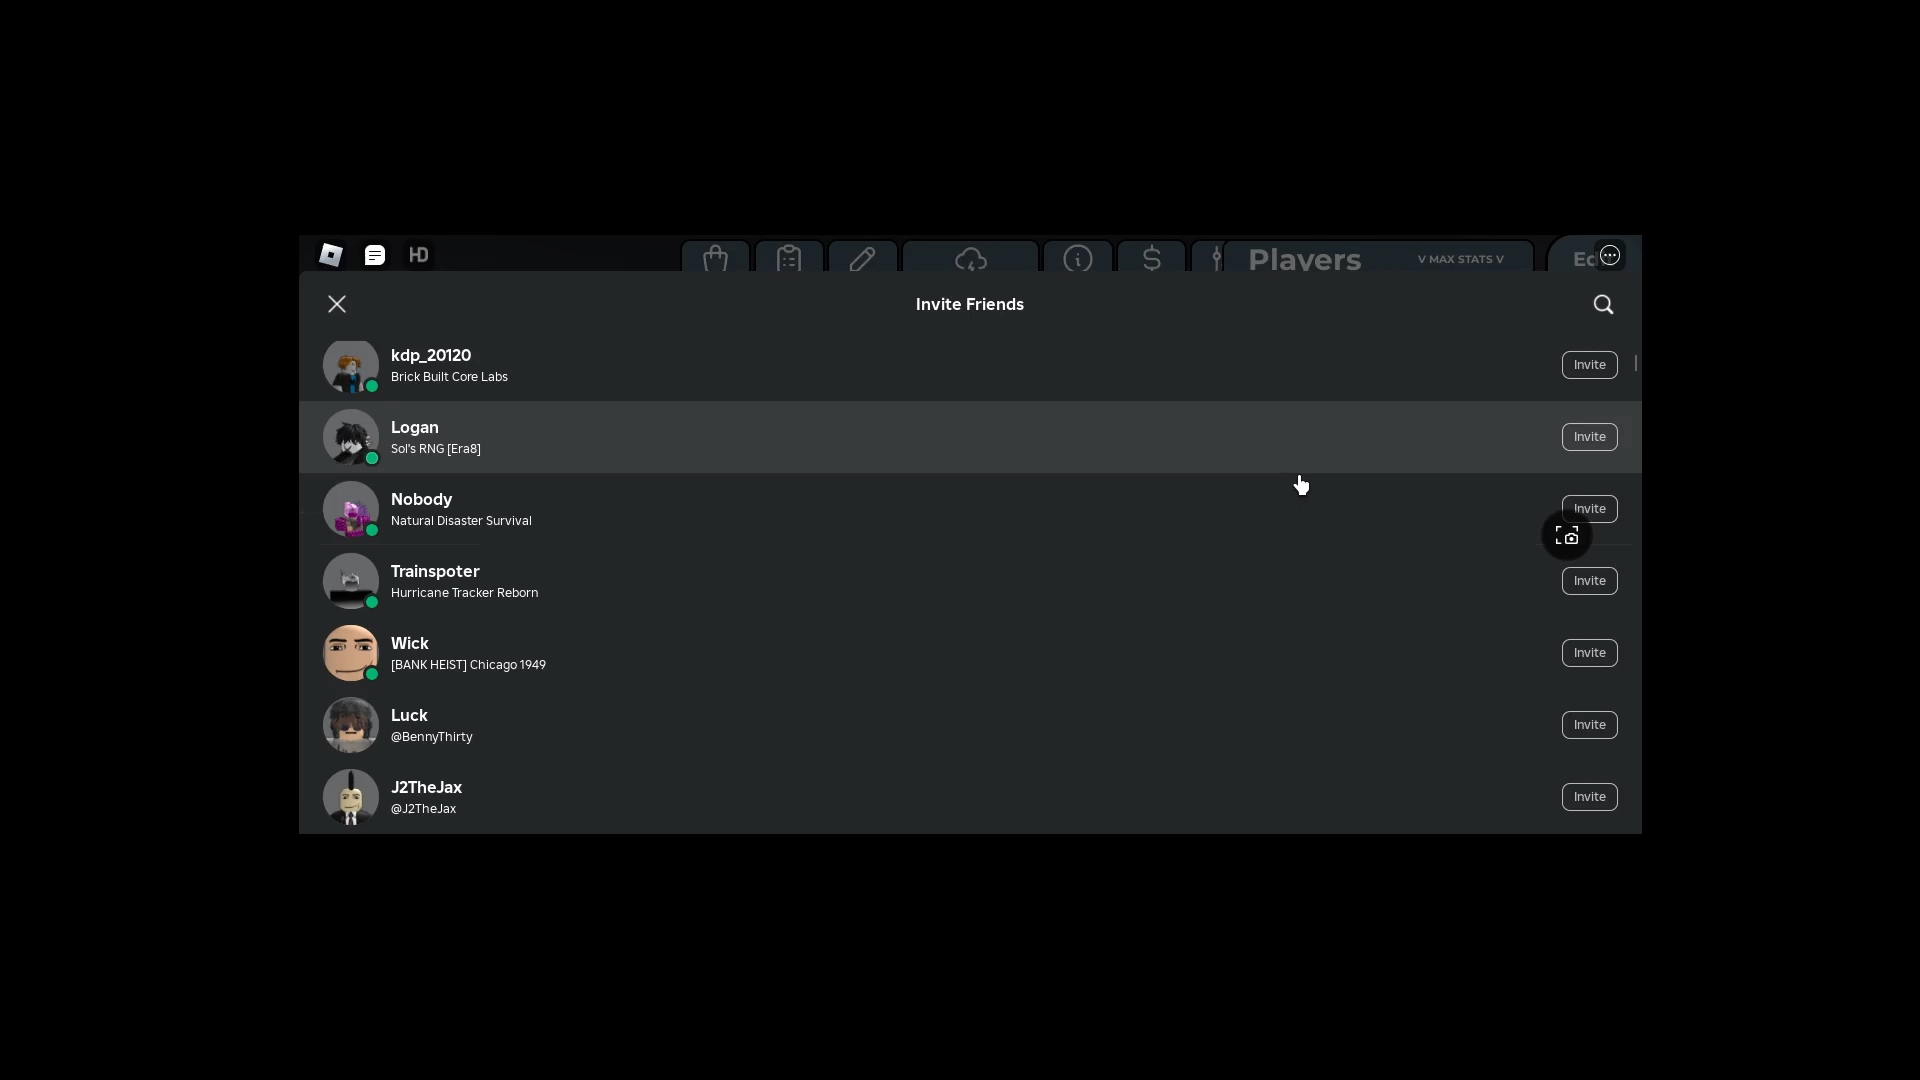 HD
Players
V MAX STATS V
Invite Friends
kdp_20120
Brick Built Core Labs
Invite
Logan
Sol's RNG [Era8]
Invite
Nobody
Natural Disaster Survival
Invite
Trainspoter
Hurricane Tracker Reborn
Invite
Wick
[BANK HEIST] Chicago 1949
Invite
Luck
@BennyThirty
Invite
J2TheJax
@J2TheJax
Invite